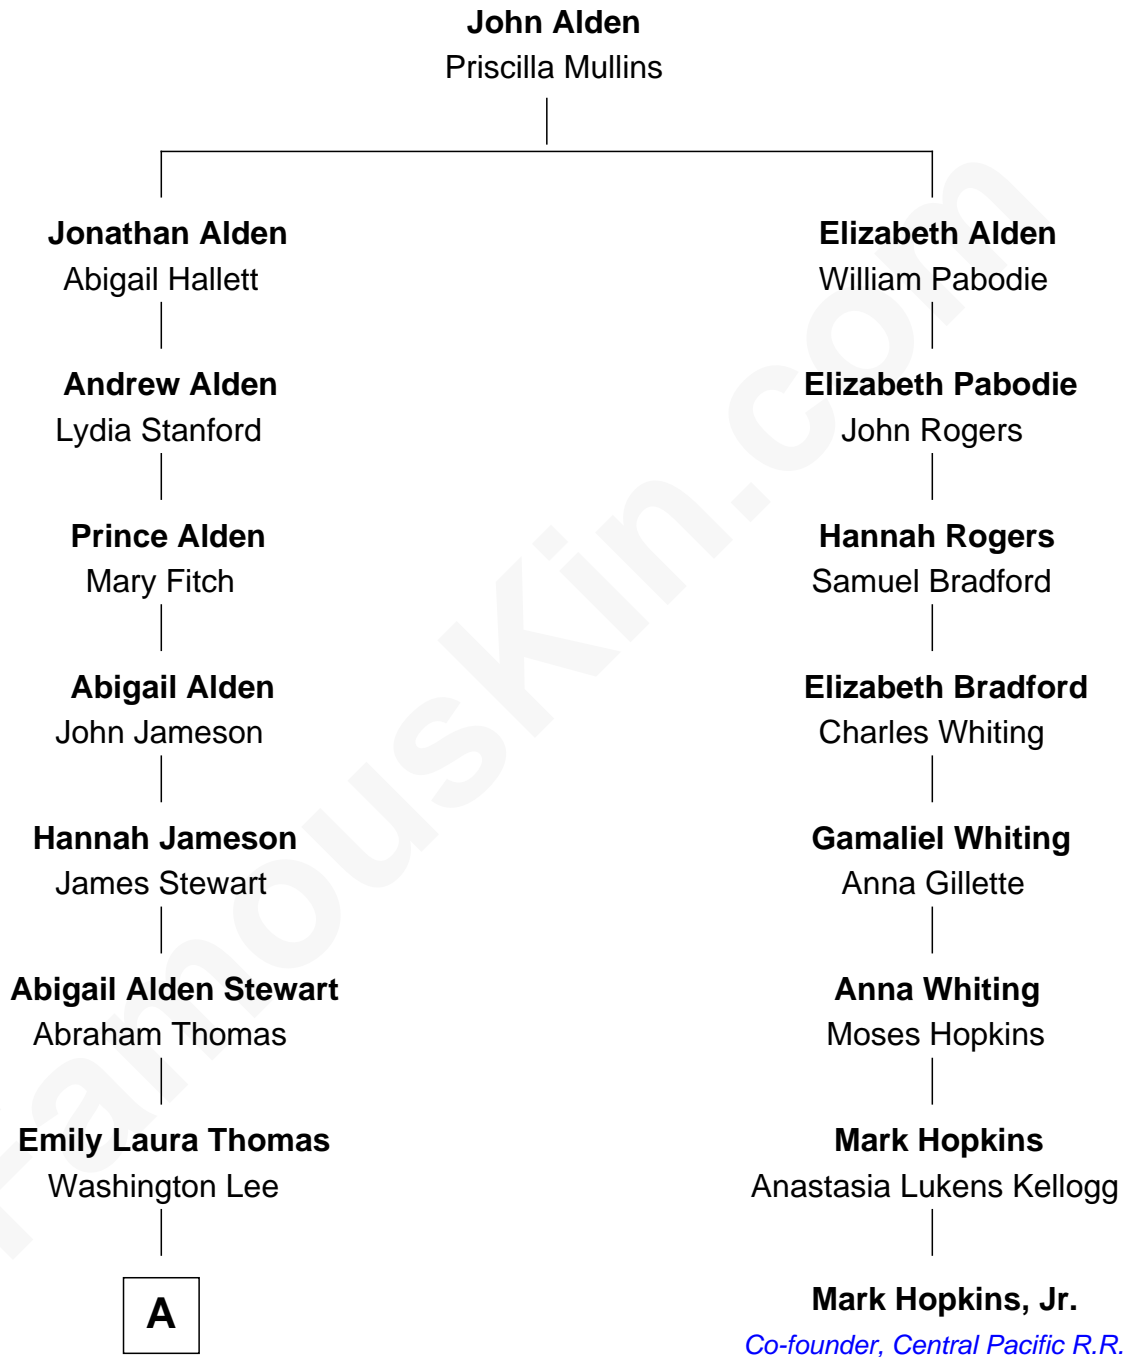 John Alden
Priscilla Mullins
Jonathan Alden
Abigail Hallett
Elizabeth Alden
William Pabodie
Andrew Alden
Lydia Stanford
Elizabeth Pabodie
John Rogers
Prince Alden
Mary Fitch
Hannah Rogers
Samuel Bradford
Abigail Alden
John Jameson
Elizabeth Bradford
Charles Whiting
Hannah Jameson
James Stewart
Gamaliel Whiting
Anna Gillette
Abigail Alden Stewart
Abraham Thomas
Anna Whiting
Moses Hopkins
Emily Laura Thomas
Washington Lee
Mark Hopkins
Anastasia Lukens Kellogg
A
Mark Hopkins, Jr.
Co-founder, Central Pacific R.R.
FamousKin.com